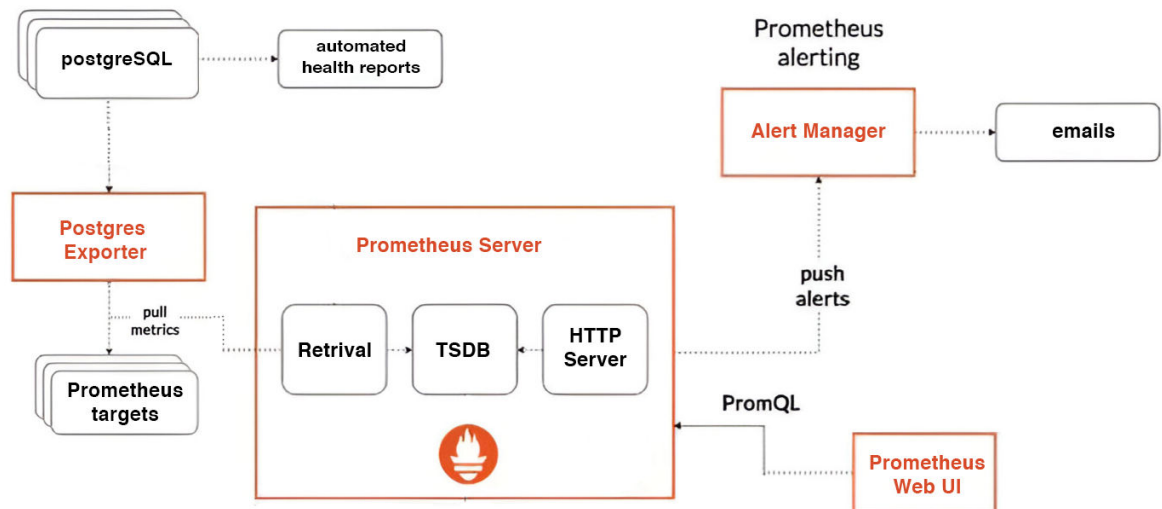 postgreSQL
automated
health reports
Prometheus
alerting
Alert Manager
emails
Postgres
Exporter
Prometheus Server
push
alerts
pull
metrics
Retrival
TSDB
HTTP
Server
Prometheus
targets
PromQL
Prometheus
Web UI